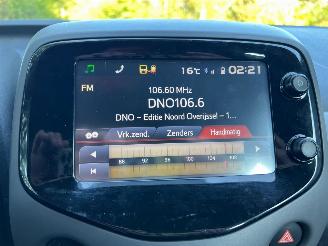 16°C 02:21
FM
106.60 MHz
DNO106.6
DNO – Editie Noord Overijssel – 1...
Vrk.zend. Zenders Handmatig
88 92 96 100 104 108